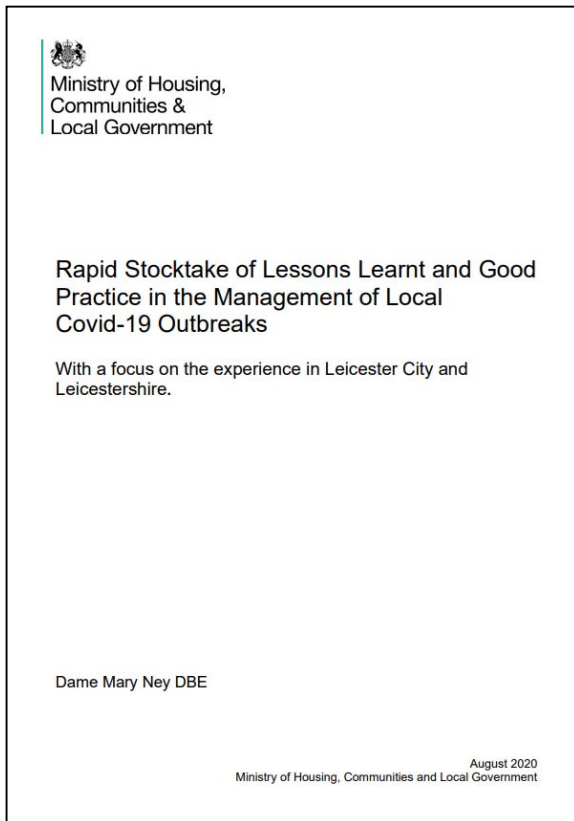 Ministry of Housing,
Communities &
Local Government
Rapid Stocktake of Lessons Learnt and Good
Practice in the Management of Local
Covid-19 Outbreaks
With a focus on the experience in Leicester City and
Leicestershire.
Dame Mary Ney DBE
August 2020
Ministry of Housing, Communities and Local Government